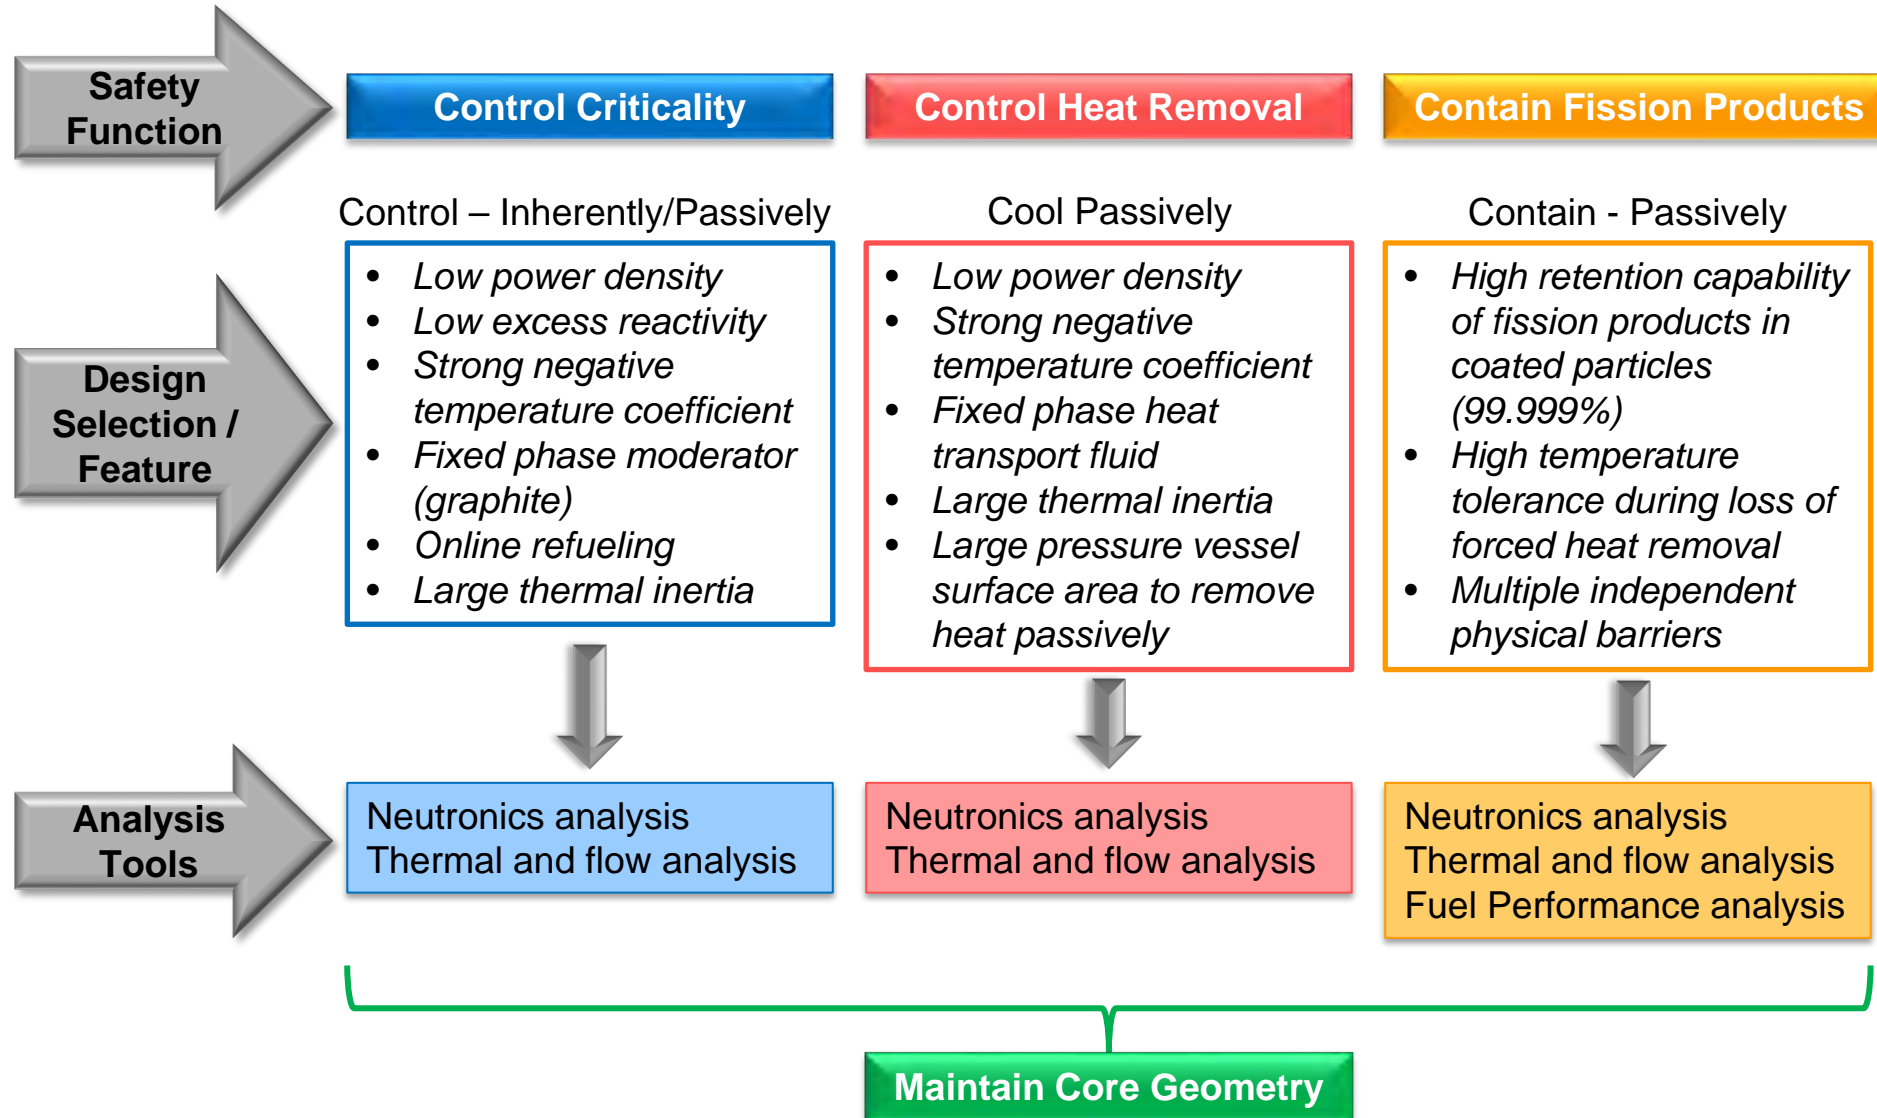 Safety
Function
Control Criticality
Control Heat Removal
Contain Fission Products
Control – Inherently/Passively
Cool Passively
Contain - Passively
Design
Selection /
Feature
• Low power density
• Low excess reactivity
• Strong negative
temperature coefficient
• Fixed phase moderator
(graphite)
• Online refueling
• Large thermal inertia
• Low power density
• Strong negative
temperature coefficient
• Fixed phase heat
transport fluid
• Large thermal inertia
• Large pressure vessel
surface area to remove
heat passively
• High retention capability
of fission products in
coated particles
(99.999%)
• High temperature
tolerance during loss of
forced heat removal
• Multiple independent
physical barriers
Analysis
Tools
Neutronics analysis
Thermal and flow analysis
Neutronics analysis
Thermal and flow analysis
Neutronics analysis
Thermal and flow analysis
Fuel Performance analysis
Maintain Core Geometry